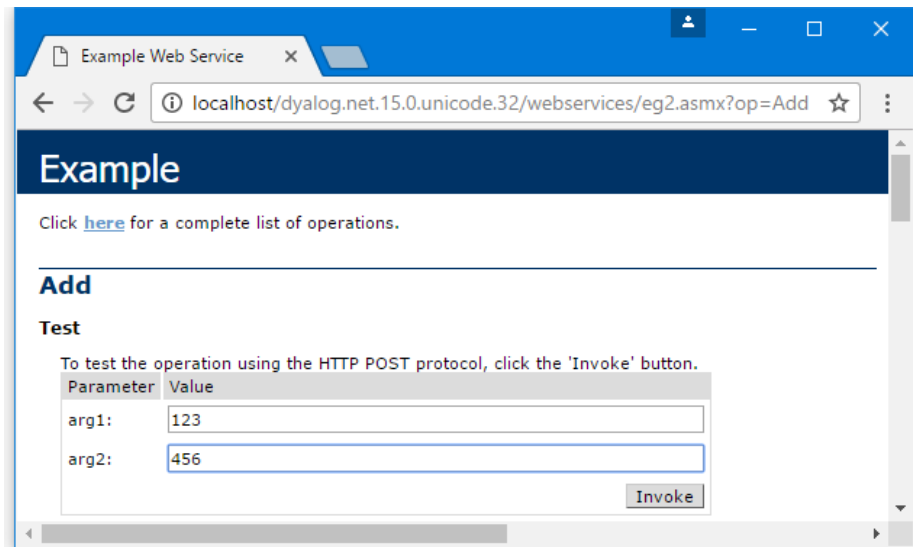 Example Web Service
localhost/dyalog.net.15.0.unicode.32/webservices/eg2.asmx?op=Add
Example
Click here for a complete list of operations.
Add
Test
To test the operation using the HTTP POST protocol, click the 'Invoke' button.
Parameter Value
arg1: 123
arg2: 456
Invoke